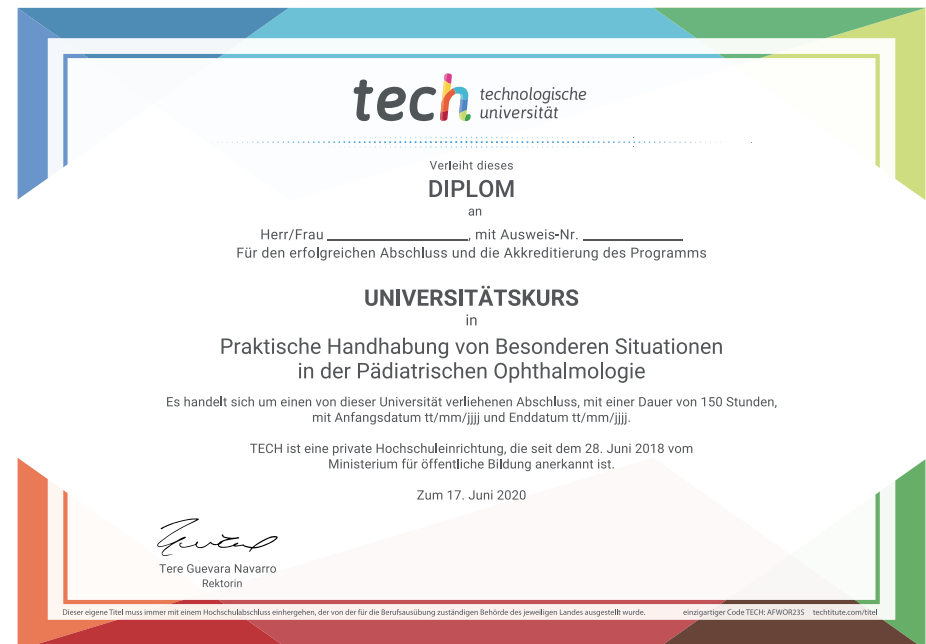 tech technologische
universität
Verleiht dieses
DIPLOM
an
Herr/Frau ____________________, mit Ausweis-Nr. ______________
Für den erfolgreichen Abschluss und die Akkreditierung des Programms
UNIVERSITÄTSKURS
in
Praktische Handhabung von Besonderen Situationen
in der Pädiatrischen Ophthalmologie
Es handelt sich um einen von dieser Universität verliehenen Abschluss, mit einer Dauer von 150 Stunden,
mit Anfangsdatum tt/mm/jjjj und Enddatum tt/mm/jjjj.
TECH ist eine private Hochschuleinrichtung, die seit dem 28. Juni 2018 vom
Ministerium für öffentliche Bildung anerkannt ist.
Zum 17. Juni 2020
Tere Guevara Navarro
Rektorin
Dieser eigene Titel muss immer mit einem Hochschulabschluss einhergehen, der von der für die Berufsausübung zuständigen Behörde des jeweiligen Landes ausgestellt wurde. einzigartiger Code TECH: AFWOR23S techtitute.com/titel